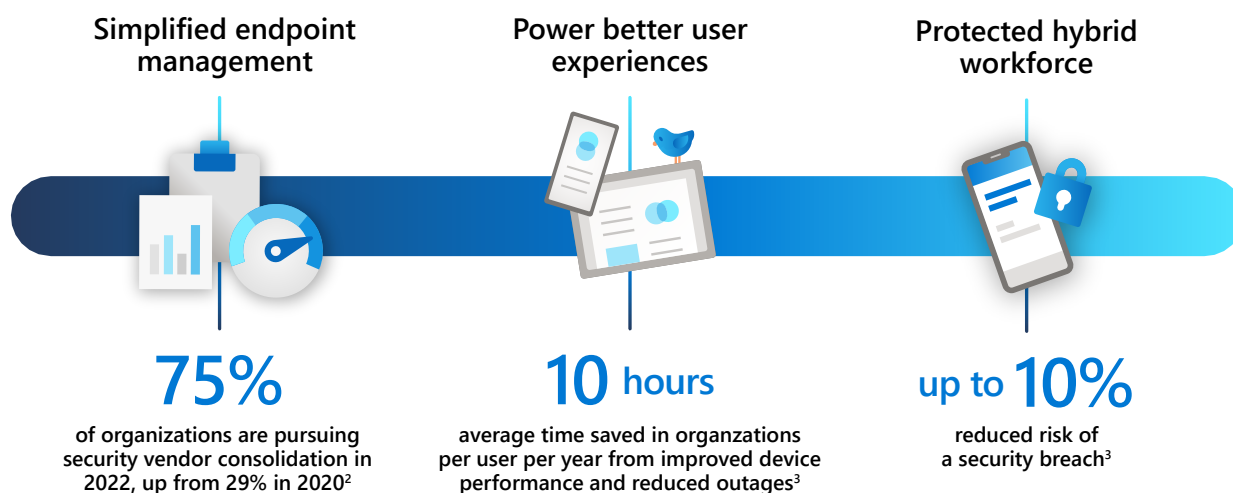 Simplified endpoint
management
75%
of organizations are pursuing
security vendor consolidation in
2022, up from 29% in 2020²
Power better user
experiences
10 hours
average time saved in organzations
per user per year from improved device
performance and reduced outages³
Protected hybrid
workforce
up to 10%
reduced risk of
a security breach³